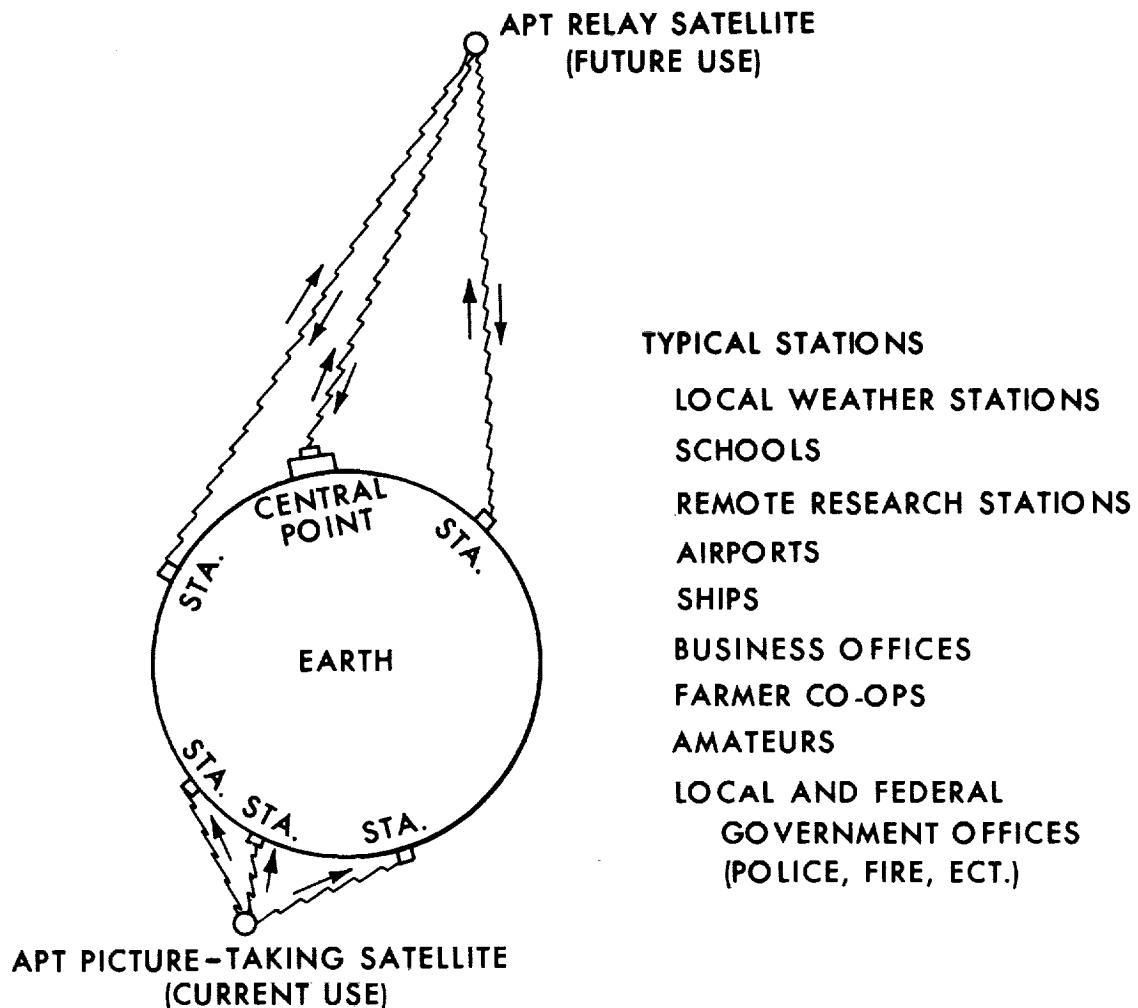 APT RELAY SATELLITE
(FUTURE USE)
CENTRAL
POINT
STA.
STA.
EARTH
STA.
STA.
STA.
APT PICTURE-TAKING SATELLITE
(CURRENT USE)
TYPICAL STATIONS
LOCAL WEATHER STATIONS
SCHOOLS
REMOTE RESEARCH STATIONS
AIRPORTS
SHIPS
BUSINESS OFFICES
FARMER CO-OPS
AMATEURS
LOCAL AND FEDERAL
GOVERNMENT OFFICES
(POLICE, FIRE, ECT.)